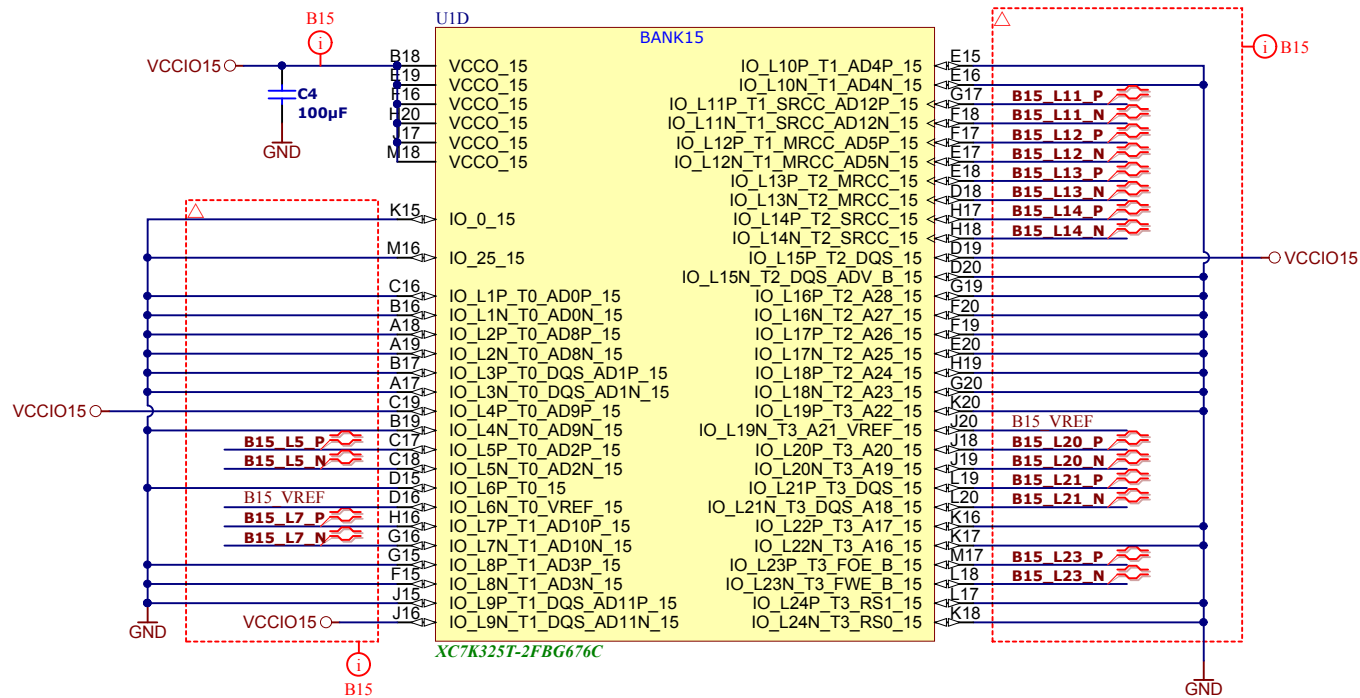 B15
U1D
BANK15
VCCIO15
C4
100µF
GND
B18 VCCO_15
E19 VCCO_15
F16 VCCO_15
H20 VCCO_15
J17 VCCO_15
M18 VCCO_15
K15 IO_0_15
M16 IO_25_15
C16 IO_L1P_T0_AD0P_15
B16 IO_L1N_T0_AD0N_15
A18 IO_L2P_T0_AD8P_15
A19 IO_L2N_T0_AD8N_15
B17 IO_L3P_T0_DQS_AD1P_15
A17 IO_L3N_T0_DQS_AD1N_15
VCCIO15 C19 IO_L4P_T0_AD9P_15
B19 IO_L4N_T0_AD9N_15
B15_L5_P C17 IO_L5P_T0_AD2P_15
B15_L5_N C18 IO_L5N_T0_AD2N_15
D15 IO_L6P_T0_15
B15_VREF D16 IO_L6N_T0_VREF_15
B15_L7_P H16 IO_L7P_T1_AD10P_15
B15_L7_N G16 IO_L7N_T1_AD10N_15
G15 IO_L8P_T1_AD3P_15
F15 IO_L8N_T1_AD3N_15
J15 IO_L9P_T1_DQS_AD11P_15
VCCIO15 J16 IO_L9N_T1_DQS_AD11N_15
GND
i
B15
XC7K325T-2FBG676C
i B15
IO_L10P_T1_AD4P_15 E15
IO_L10N_T1_AD4N_15 E16
IO_L11P_T1_SRCC_AD12P_15 G17 B15_L11_P
IO_L11N_T1_SRCC_AD12N_15 F18 B15_L11_N
IO_L12P_T1_MRCC_AD5P_15 F17 B15_L12_P
IO_L12N_T1_MRCC_AD5N_15 E17 B15_L12_N
IO_L13P_T2_MRCC_15 E18 B15_L13_P
IO_L13N_T2_MRCC_15 D18 B15_L13_N
IO_L14P_T2_SRCC_15 H17 B15_L14_P
IO_L14N_T2_SRCC_15 H18 B15_L14_N
IO_L15P_T2_DQS_15 D19 VCCIO15
IO_L15N_T2_DQS_ADV_B_15 D20
IO_L16P_T2_A28_15 G19
IO_L16N_T2_A27_15 F20
IO_L17P_T2_A26_15 F19
IO_L17N_T2_A25_15 E20
IO_L18P_T2_A24_15 H19
IO_L18N_T2_A23_15 G20
IO_L19P_T3_A22_15 K20
IO_L19N_T3_A21_VREF_15 J20 B15_VREF
IO_L20P_T3_A20_15 J18 B15_L20_P
IO_L20N_T3_A19_15 J19 B15_L20_N
IO_L21P_T3_DQS_15 L19 B15_L21_P
IO_L21N_T3_DQS_A18_15 L20 B15_L21_N
IO_L22P_T3_A17_15 K16
IO_L22N_T3_A16_15 K17
IO_L23P_T3_FOE_B_15 M17 B15_L23_P
IO_L23N_T3_FWE_B_15 L18 B15_L23_N
IO_L24P_T3_RS1_15 L17
IO_L24N_T3_RS0_15 K18
GND